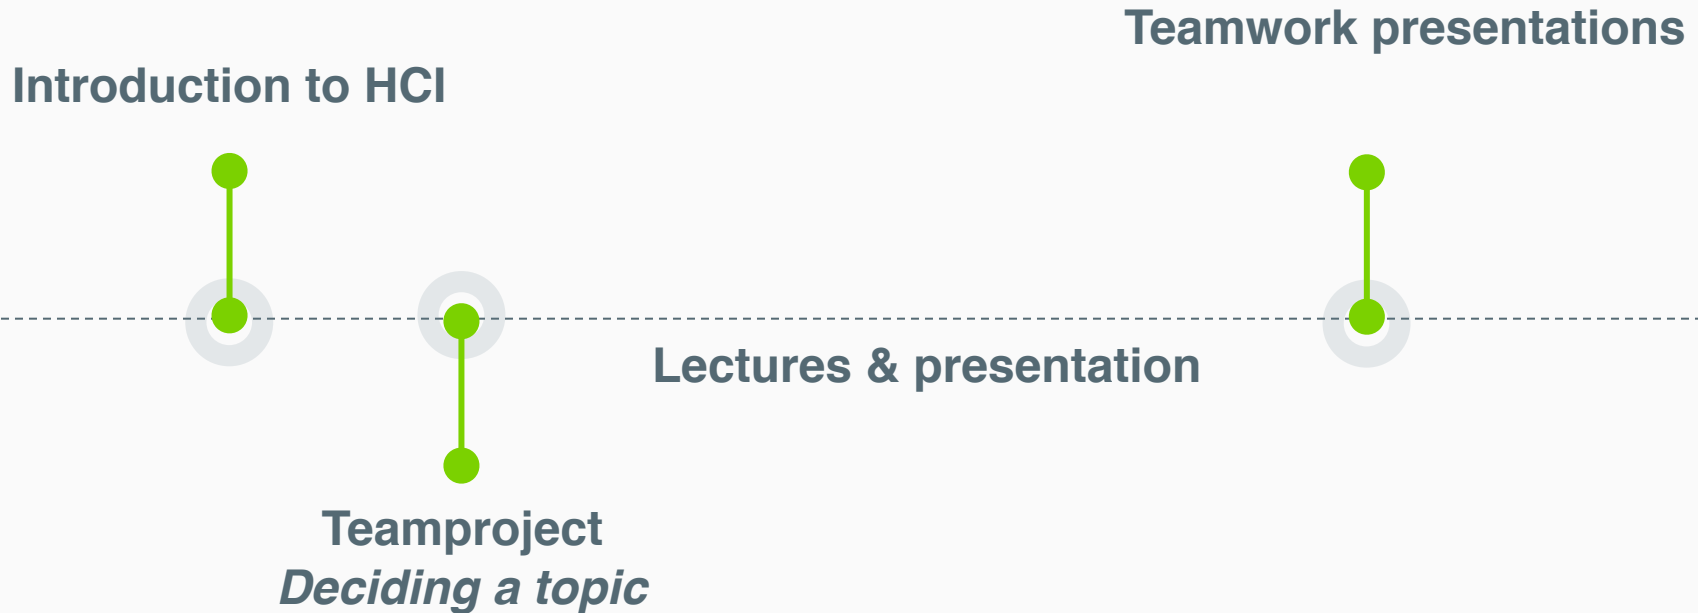 Teamwork presentations
Introduction to HCI
Lectures & presentation
Teamproject
Deciding a topic